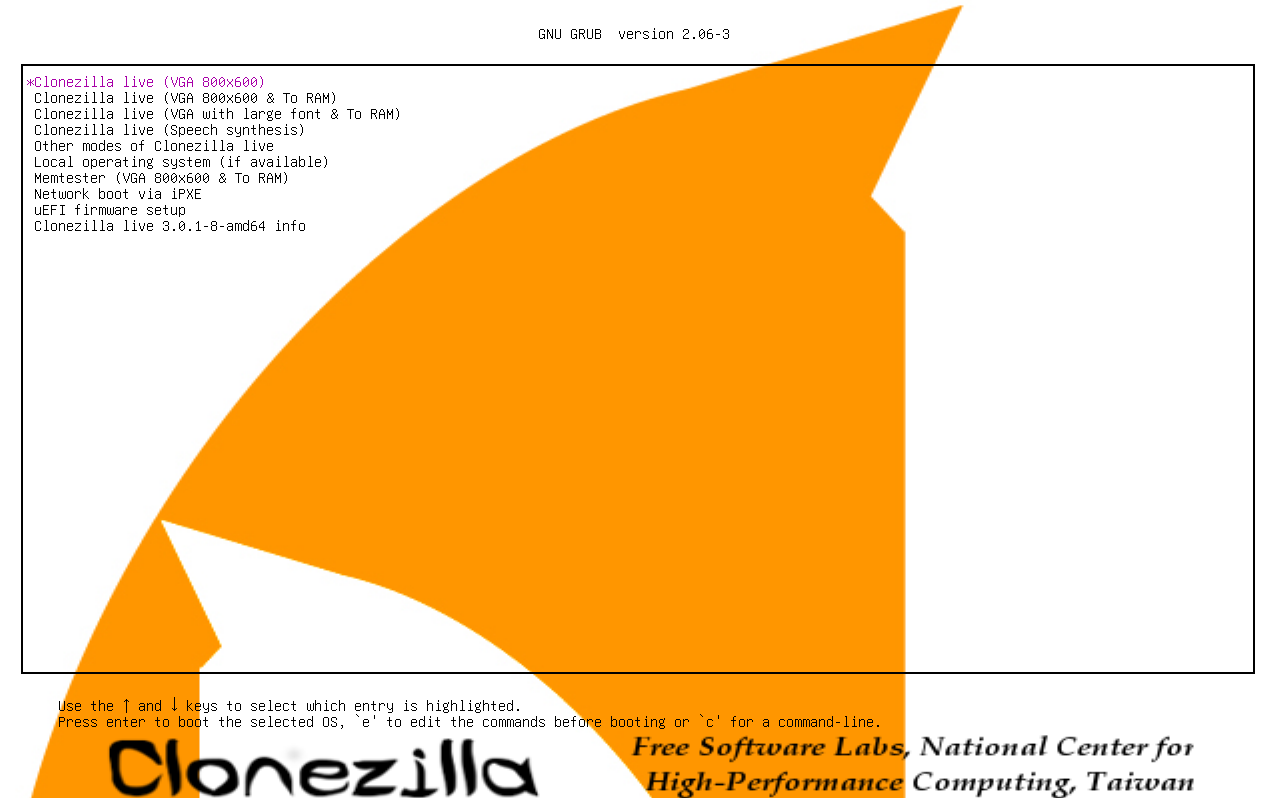 GNU GRUB  version 2.06-3
*Clonezilla live (VGA 800x600)
Clonezilla live (VGA 800x600 & To RAM)
Clonezilla live (VGA with large font & To RAM)
Clonezilla live (Speech synthesis)
Other modes of Clonezilla live
Local operating system (if available)
Memtester (VGA 800x600 & To RAM)
Network boot via iPXE
uEFI firmware setup
Clonezilla live 3.0.1-8-amd64 info
Use the ↑ and ↓ keys to select which entry is highlighted.
Press enter to boot the selected OS, `e' to edit the commands before booting or `c' for a command-line.
Clonezilla
Free Software Labs, National Center for
High-Performance Computing, Taiwan